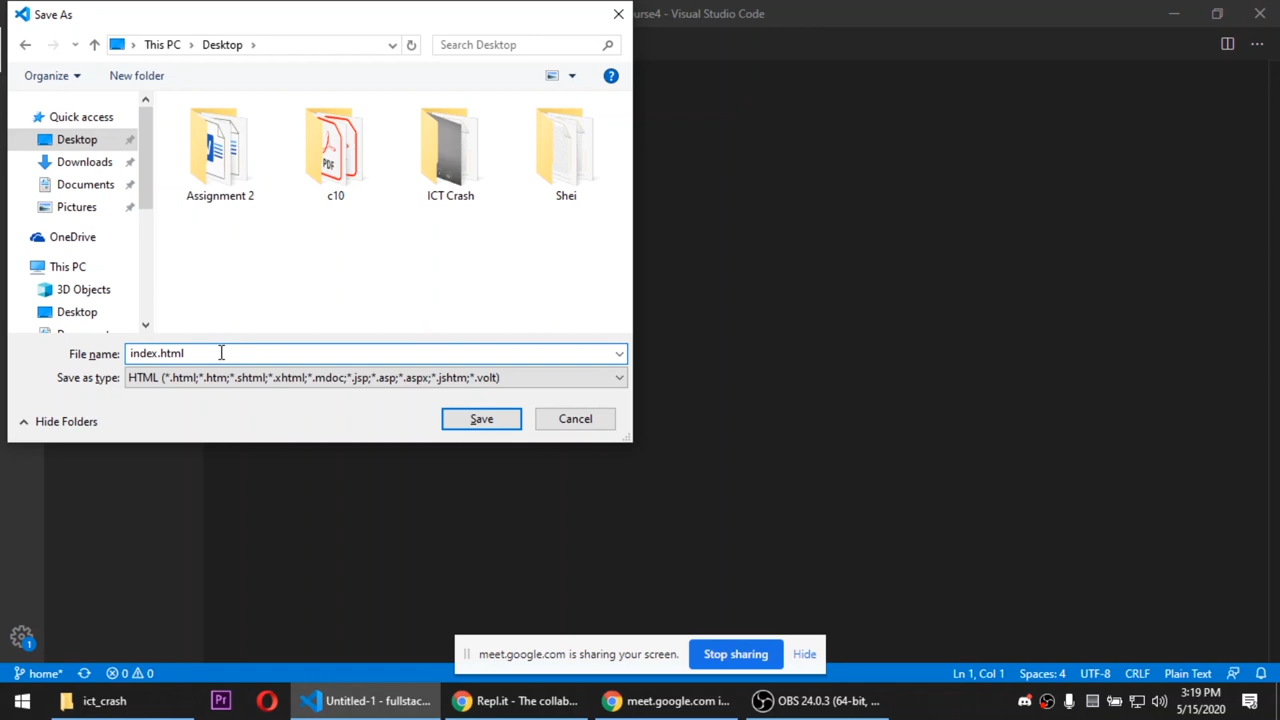 Save As
urse4 - Visual Studio Code
This PC
Desktop
Search Desktop
Organize
New folder
Quick access
Desktop
Downloads
Documents
Pictures
OneDrive
This PC
3D Objects
Desktop
Assignment 2
c10
ICT Crash
Shei
File name:
index.html
Save as type:
HTML (*.html;*.htm;*.shtml;*.xhtml;*.mdoc;*.jsp;*.asp;*.aspx;*.jshtm;*.volt)
Hide Folders
Save
Cancel
meet.google.com is sharing your screen.
Stop sharing
Hide
home*
0
0
Ln 1, Col 1
Spaces: 4
UTF-8
CRLF
Plain Text
ict_crash
Pr
Untitled-1 - fullstac...
Repl.it - The collab...
meet.google.com i...
OBS 24.0.3 (64-bit, ...
3:19 PM
5/15/2020